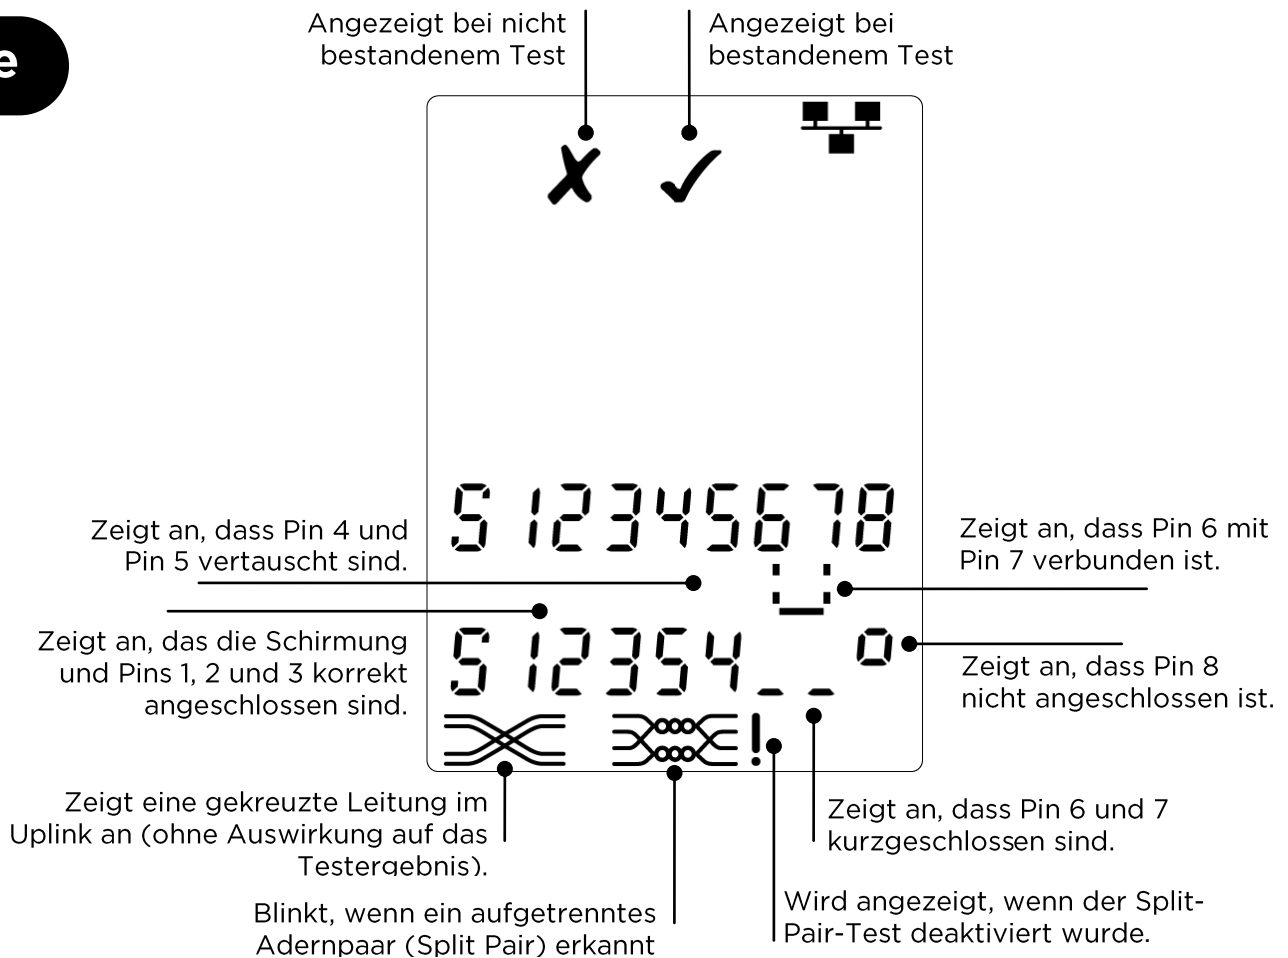 e
Angezeigt bei nicht
bestandenem Test
Angezeigt bei
bestandenem Test
S12345678
Zeigt an, dass Pin 4 und
Pin 5 vertauscht sind.
Zeigt an, dass Pin 6 mit
Pin 7 verbunden ist.
Zeigt an, das die Schirmung
und Pins 1, 2 und 3 korrekt
angeschlossen sind.
S12354_ _ o
Zeigt an, dass Pin 8
nicht angeschlossen ist.
!
Zeigt eine gekreuzte Leitung im
Uplink an (ohne Auswirkung auf das
Testergebnis).
Zeigt an, dass Pin 6 und 7
kurzgeschlossen sind.
Blinkt, wenn ein aufgetrenntes
Adernpaar (Split Pair) erkannt
Wird angezeigt, wenn der Split-
Pair-Test deaktiviert wurde.